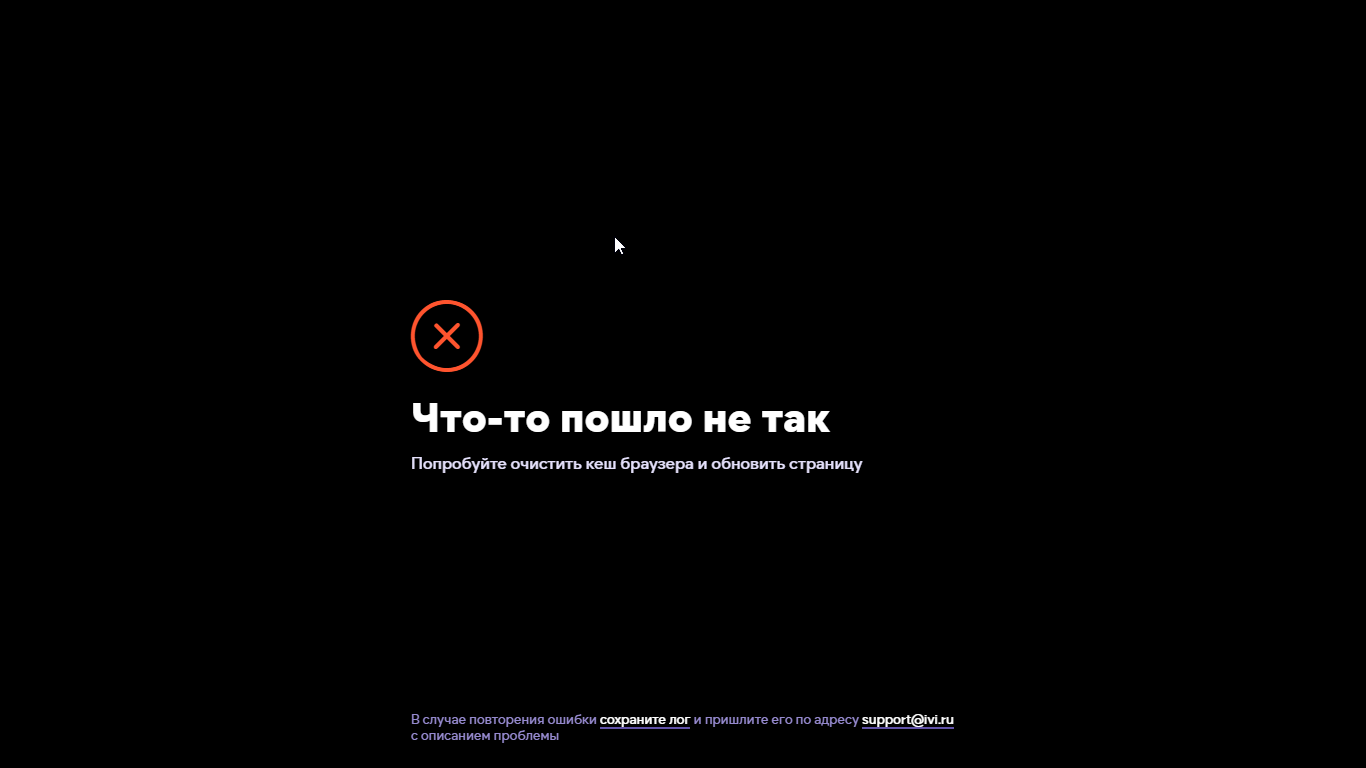 Что-то пошло не так
Попробуйте очистить кеш браузера и обновить страницу
В случае повторения ошибки сохраните лог и пришлите его по адресу support@ivi.ru
с описанием проблемы